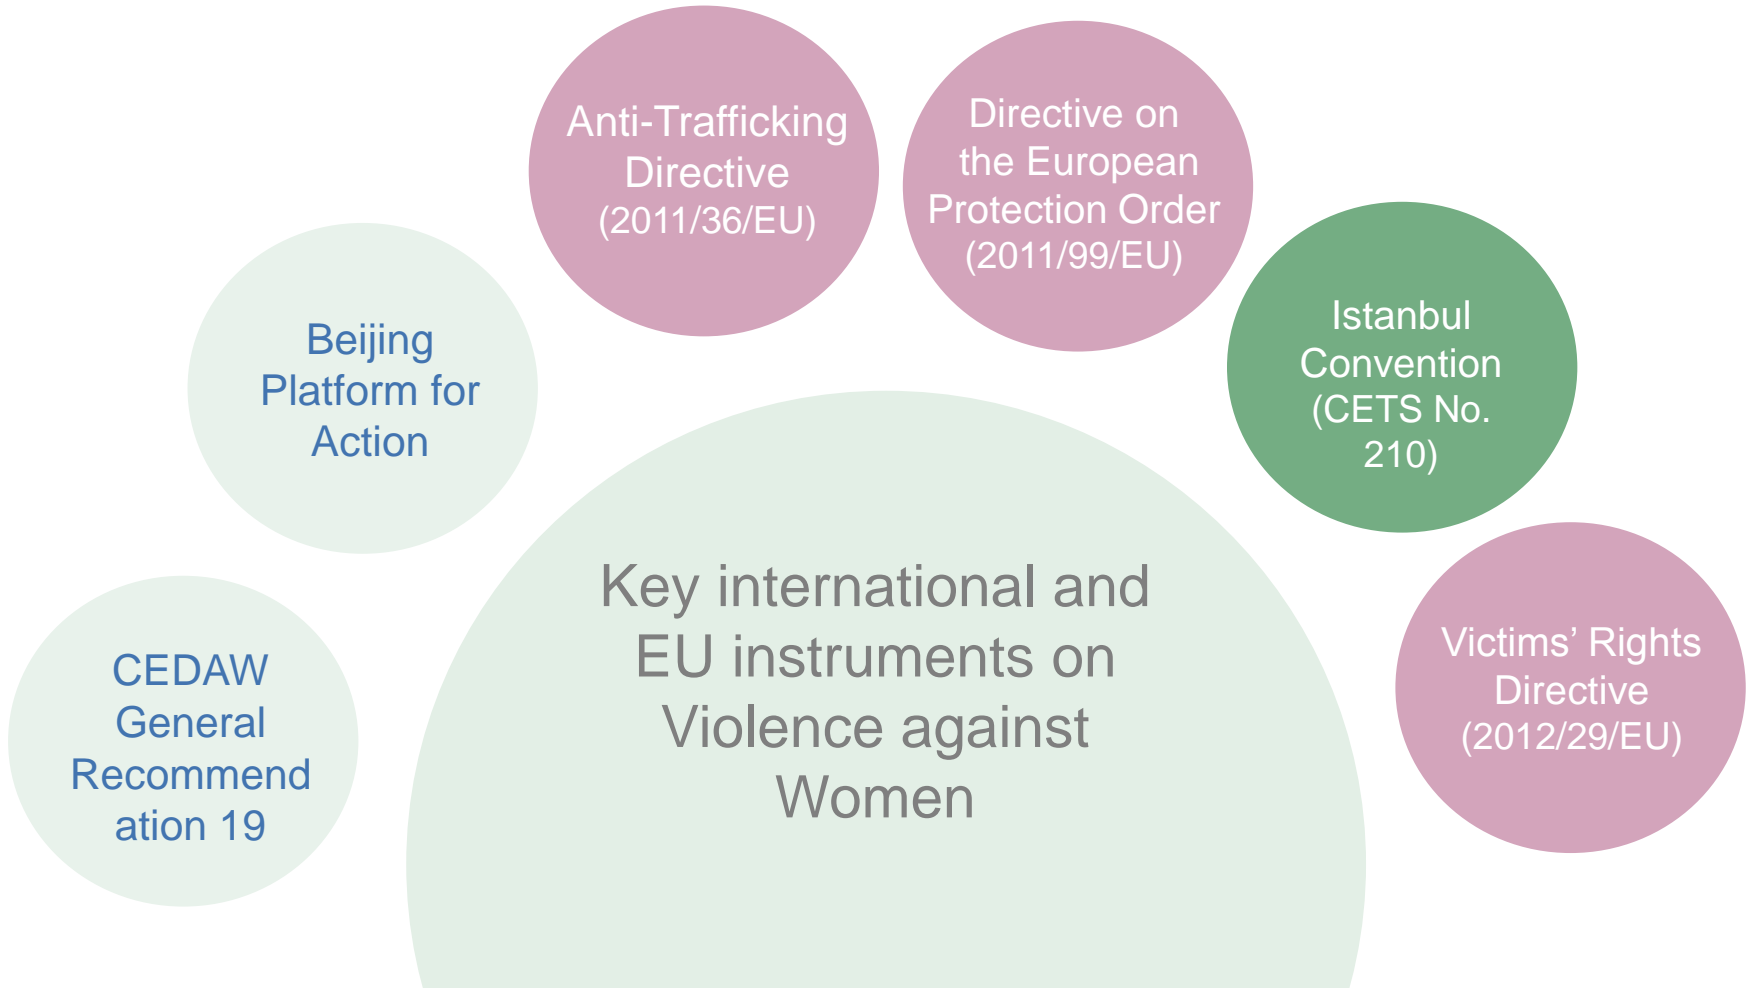 Anti-Trafficking
Directive
(2011/36/EU)
Directive on
the European
Protection Order
(2011/99/EU)
Beijing
Platform for
Action
Istanbul
Convention
(CETS No.
210)
CEDAW
General
Recommend
ation 19
Key international and
EU instruments on
Violence against
Women
Victims’ Rights
Directive
(2012/29/EU)